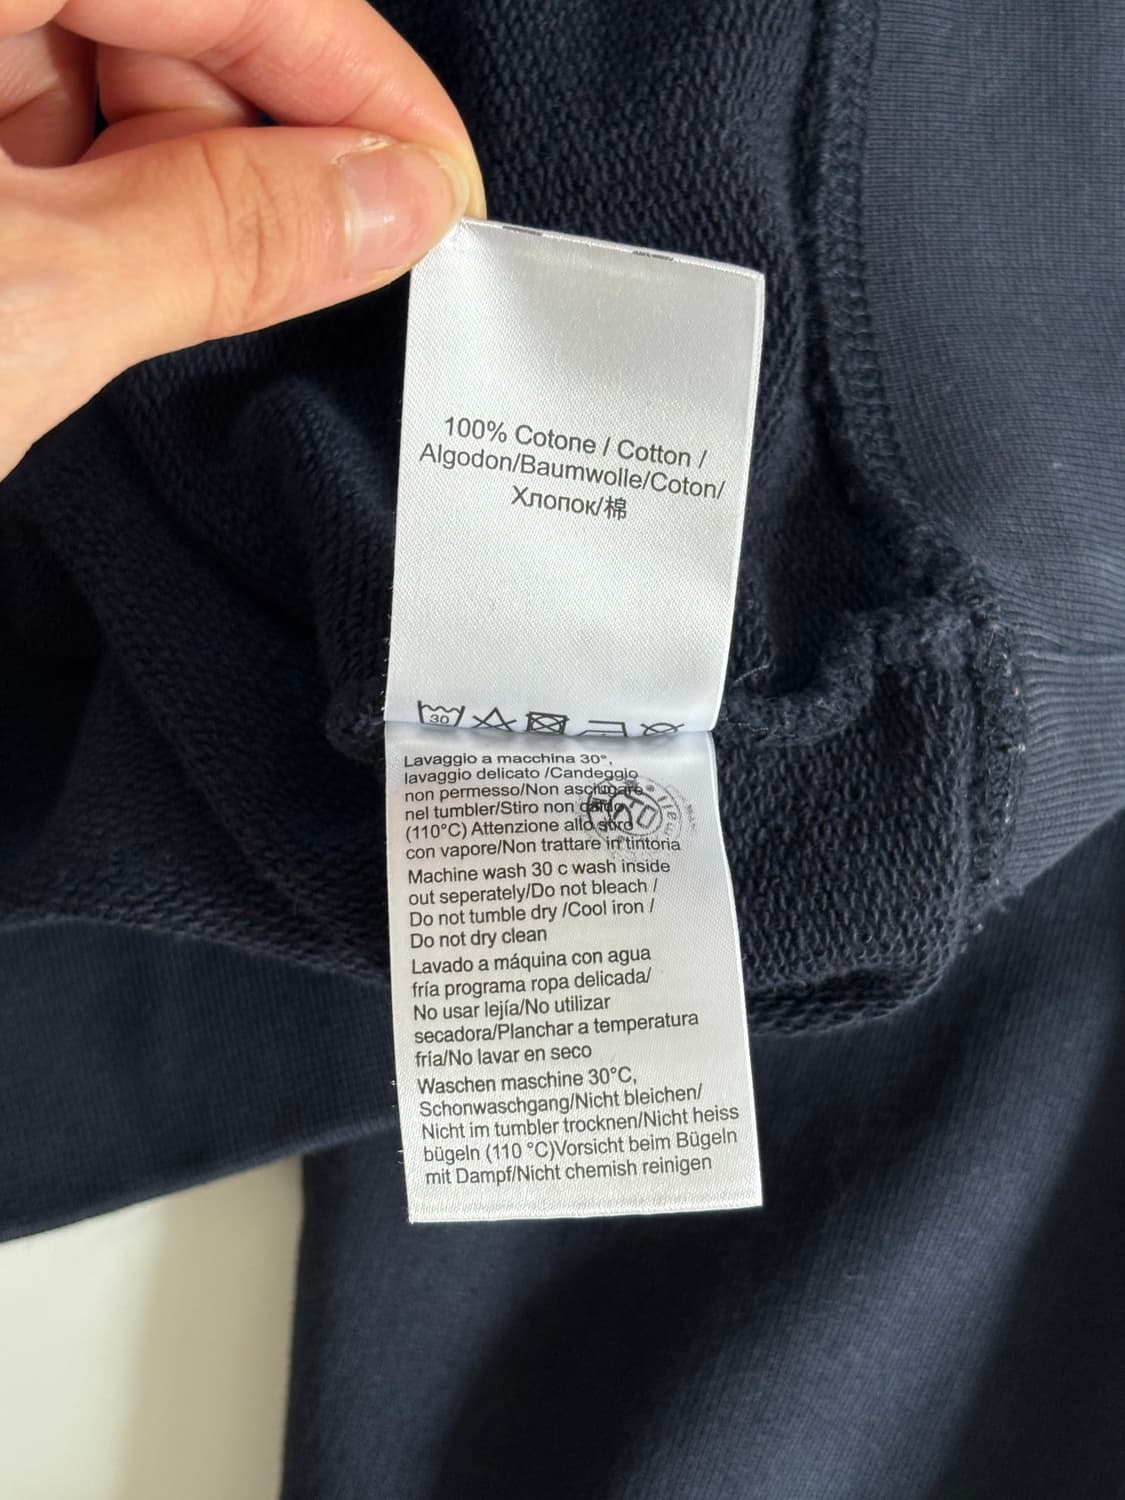 100% Cotone / Cotton /
Algodon/Baumwolle/Coton/
Хлопок/棉
30
Lavaggio a macchina 30°,
lavaggio delicato /Candeggio
non permesso/Non asciugare
nel tumbler/Stiro non caldo
(110°C) Attenzione allo stiro
con vapore/Non trattare in tintoria
Machine wash 30 c wash inside
out seperately/Do not bleach /
Do not tumble dry /Cool iron /
Do not dry clean
Lavado a máquina con agua
fría programa ropa delicada/
No usar lejía/No utilizar
secadora/Planchar a temperatura
fría/No lavar en seco
Waschen maschine 30°C,
Schonwaschgang/Nicht bleichen/
Nicht im tumbler trocknen/Nicht heiss
bügeln (110 °C)Vorsicht beim Bügeln
mit Dampf/Nicht chemish reinigen